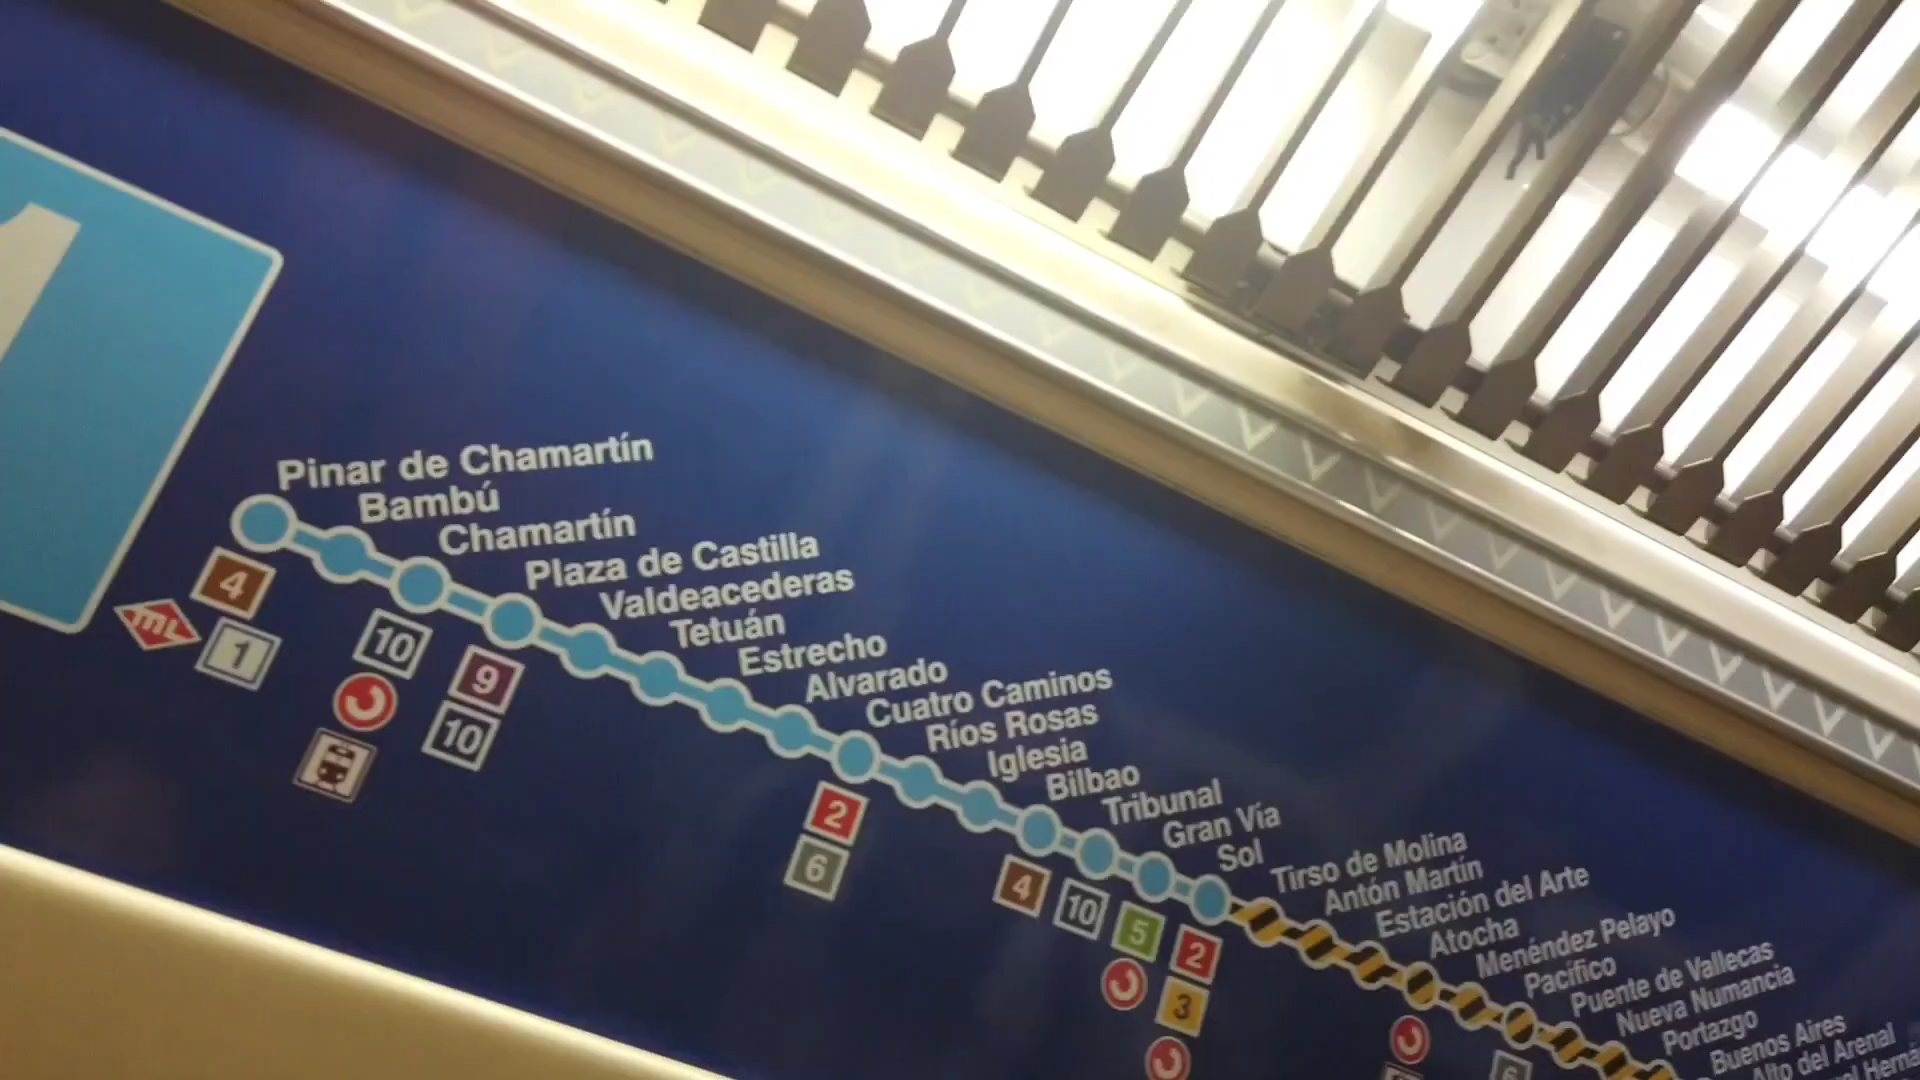 1
Pinar de Chamartín
Bambú
Chamartín
Plaza de Castilla
Valdeacederas
Tetuán
Estrecho
Alvarado
Cuatro Caminos
Ríos Rosas
Iglesia
Bilbao
Tribunal
Gran Vía
Sol
Tirso de Molina
Antón Martín
Estación del Arte
Atocha
Menéndez Pelayo
Pacífico
Puente de Vallecas
Nueva Numancia
Portazgo
Buenos Aires
Alto del Arenal
4
ML 1
10
9
10
2
6
4
10
5
2
3
6